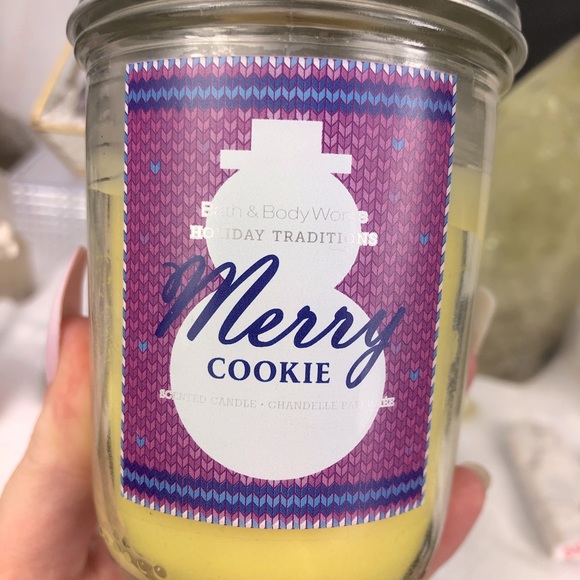 Bath & Body Works
HOLIDAY TRADITIONS
Merry
COOKIE
SCENTED CANDLE • CHANDELLE PARFUMÉE